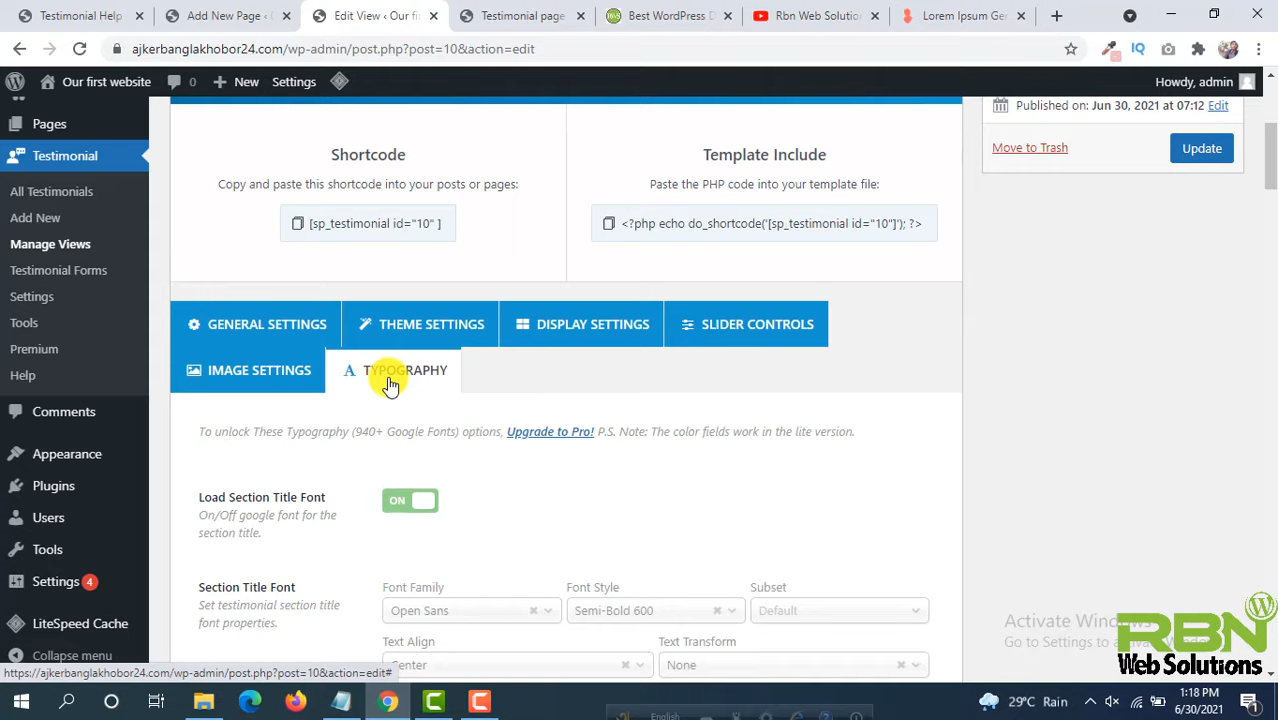 Testimonial Help
Add New Page ‹
Edit View ‹ Our fi
Testimonial page
Best WordPress D
Rbn Web Solution
Lorem Ipsum Ge
ajkerbanglakhobor24.com/wp-admin/post.php?post=10&action=edit
IQ
Our first website
0
New
Settings
Howdy, admin
Pages
Testimonial
All Testimonials
Add New
Manage Views
Testimonial Forms
Settings
Tools
Premium
Help
Comments
Appearance
Plugins
Users
Tools
Settings 4
LiteSpeed Cache
Collapse menu
Published on: Jun 30, 2021 at 07:12 Edit
Move to Trash
Update
Shortcode
Copy and paste this shortcode into your posts or pages:
[sp_testimonial id="10" ]
Template Include
Paste the PHP code into your template file:
<?php echo do_shortcode('[sp_testimonial id="10"]'); ?>
GENERAL SETTINGS
THEME SETTINGS
DISPLAY SETTINGS
SLIDER CONTROLS
IMAGE SETTINGS
TYPOGRAPHY
To unlock These Typography (940+ Google Fonts) options, Upgrade to Pro! P.S. Note: The color fields work in the lite version.
Load Section Title Font
On/Off google font for the
section title.
ON
Section Title Font
Set testimonial section title
font properties.
Font Family
Open Sans
Font Style
Semi-Bold 600
Subset
Default
Text Align
Center
Text Transform
None
Activate Windows
Go to Settings to activate Windows.
RBN
Web Solutions
https://ajkerbanglakhobor24.com/wp-admin/post.php?post=10&action=edit#
English
29°C Rain
1:18 PM
6/30/2021
1